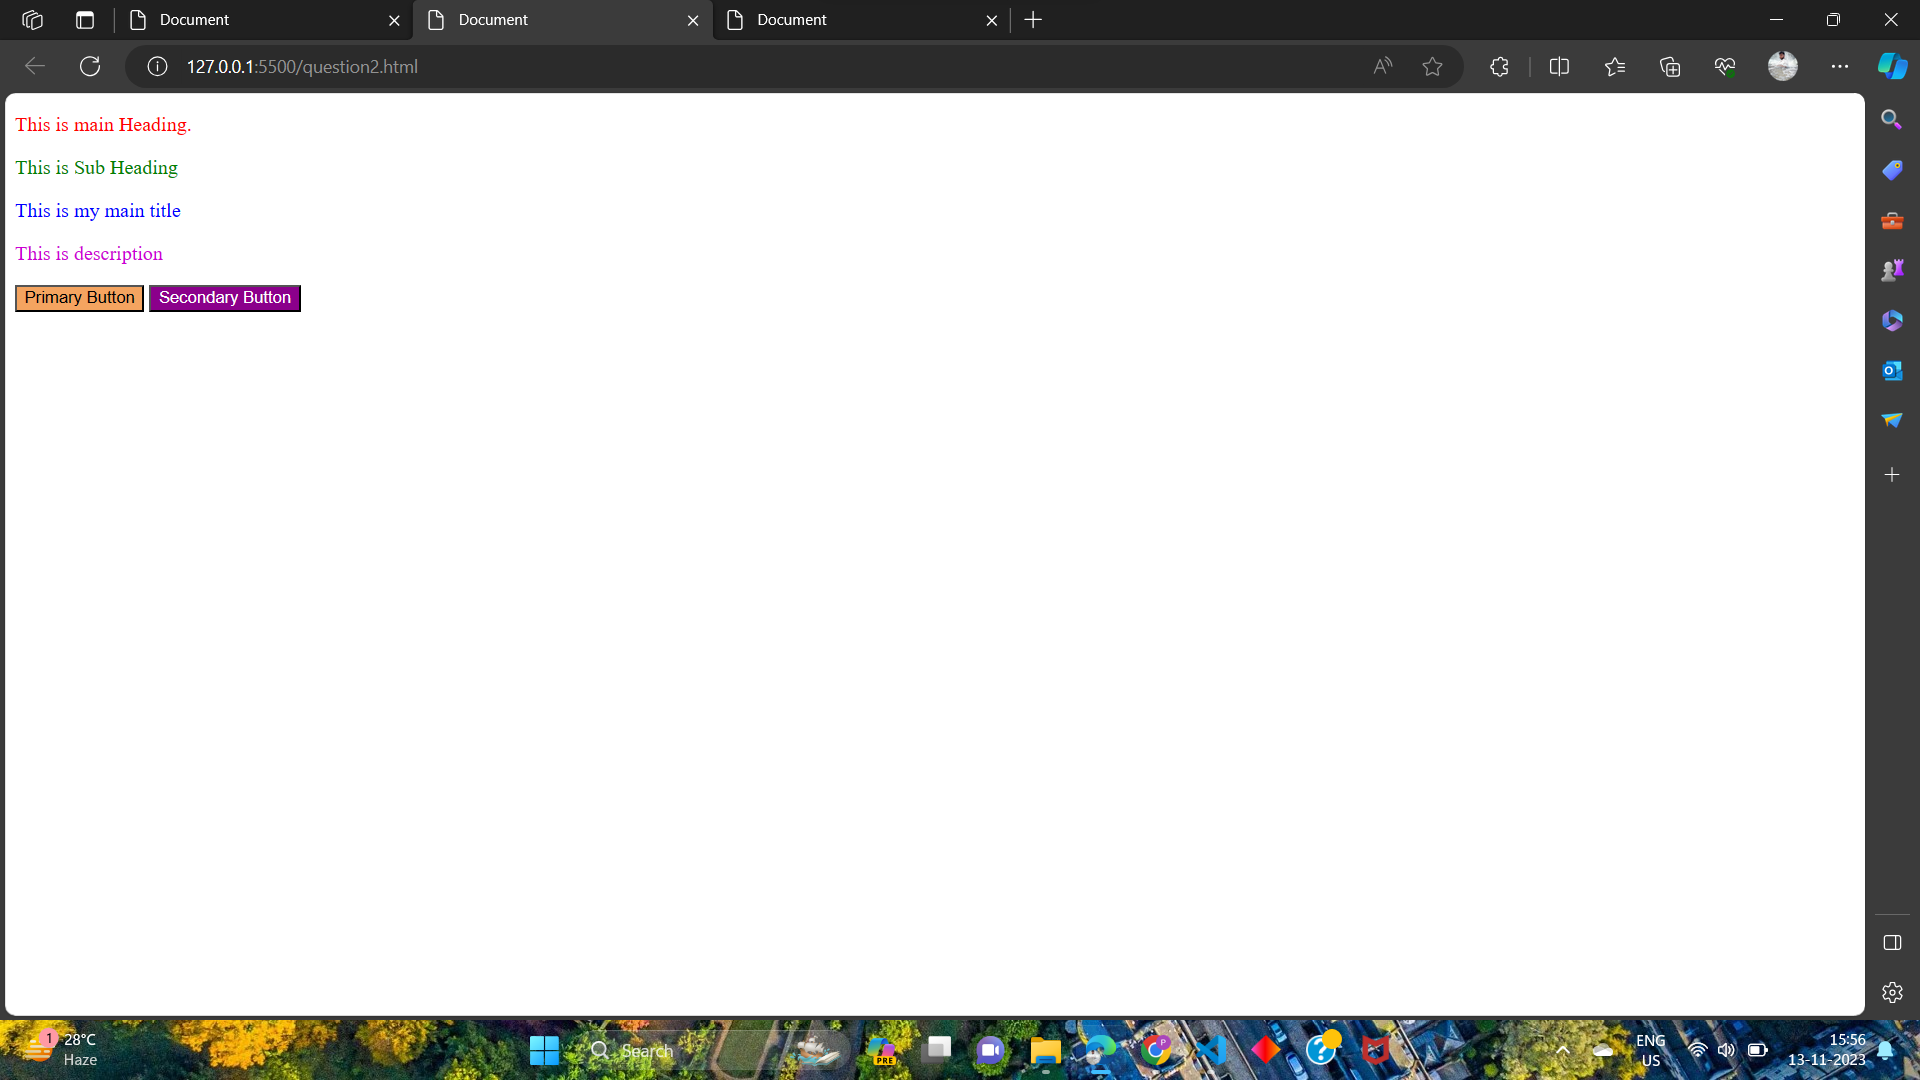 Document
Document
Document
127.0.0.1:5500/question2.html
This is main Heading.
This is Sub Heading
This is my main title
This is description
Primary Button Secondary Button
1
28°C
Haze
Search
PRE
P
ENG
US
15:56
13-11-2023